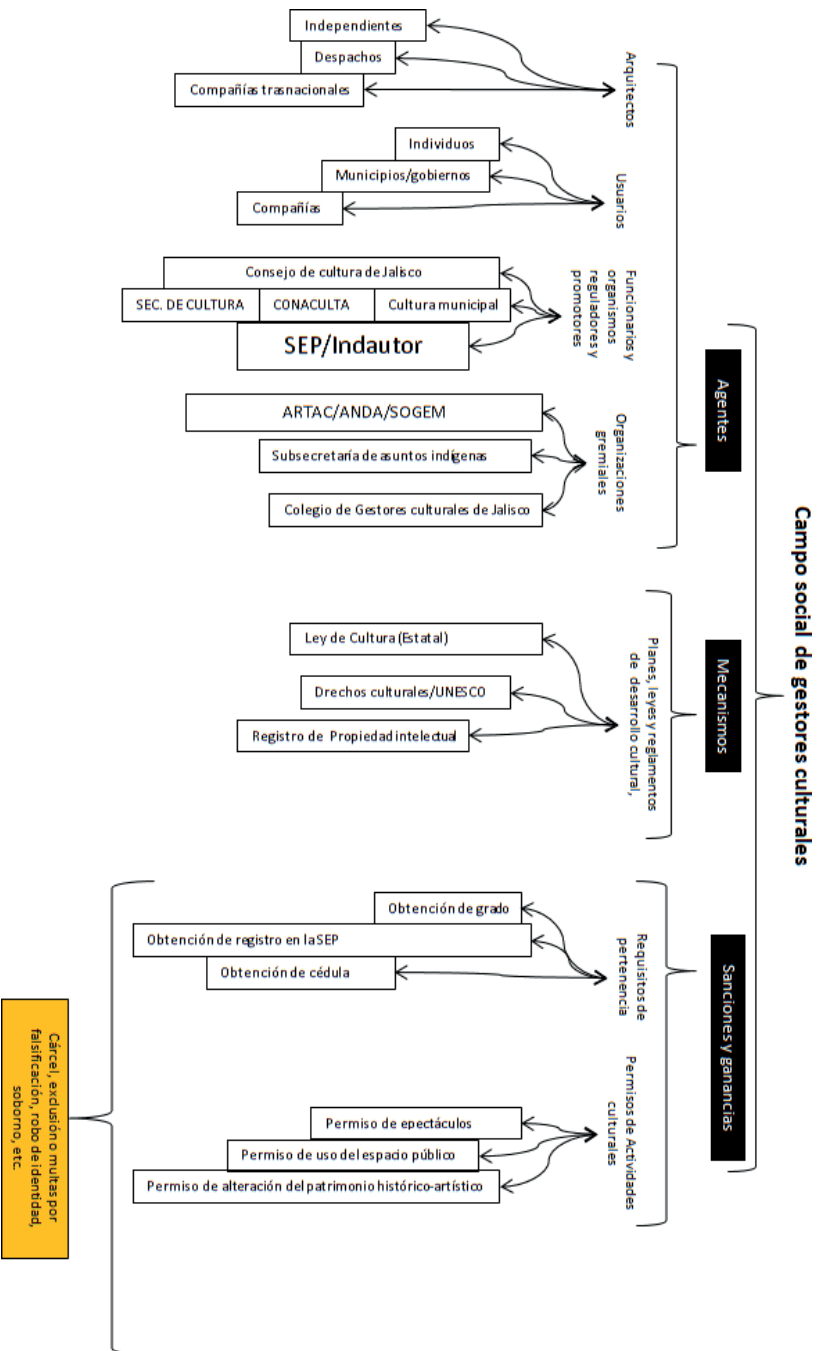 Campo social de gestores culturales
Agentes
Arquitectos
Independientes
Despachos
Compañías trasnacionales
Usuarios
Individuos
Municipios/gobiernos
Compañías
Funcionarios y
organismos
reguladores y
promotores
Consejo de cultura de Jalisco
SEC. DE CULTURA
CONACULTA
Cultura municipal
SEP/Indautor
Organizaciones
gremiales
ARTAC/ANDA/SOGEM
Subsecretaría de asuntos indígenas
Colegio de Gestores culturales de Jalisco
Mecanismos
Planes, leyes y reglamentos
de desarrollo cultural,
Ley de Cultura (Estatal)
Drechos culturales/UNESCO
Registro de Propiedad intelectual
Sanciones y ganancias
Requisitos de
pertenencia
Obtención de grado
Obtención de registro en la SEP
Obtención de cédula
Permisos de Actividades
culturales
Permiso de epectáculos
Permiso de uso del espacio público
Permiso de alteración del patrimonio histórico-artístico
Cárcel, exclusión o multas por
falsificación, robo de identidad,
soborno, etc.